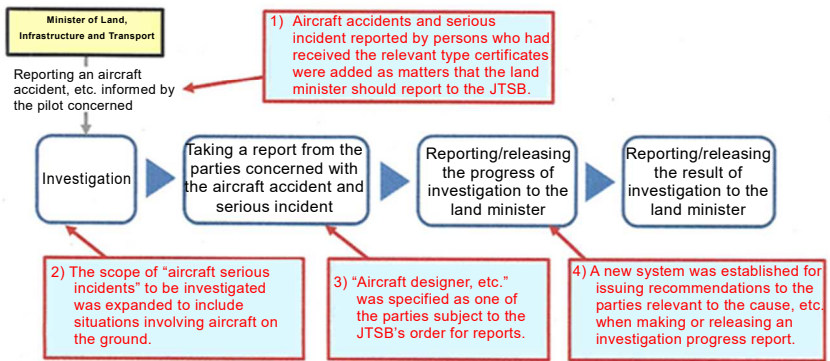 Minister of Land,
Infrastructure and Transport
1) Aircraft accidents and serious
incident reported by persons who had
received the relevant type certificates
were added as matters that the land
minister should report to the JTSB.
Reporting an aircraft
accident, etc. informed by
the pilot concerned
Investigation
Taking a report from the
parties concerned with
the aircraft accident and
serious incident
Reporting/releasing
the progress of
investigation to the
land minister
Reporting/releasing
the result of
investigation to the
land minister
2) The scope of “aircraft serious
incidents” to be investigated
was expanded to include
situations involving aircraft on
the ground.
3) “Aircraft designer, etc.”
was specified as one of
the parties subject to the
JTSB’s order for reports.
4) A new system was established for
issuing recommendations to the
parties relevant to the cause, etc.
when making or releasing an
investigation progress report.